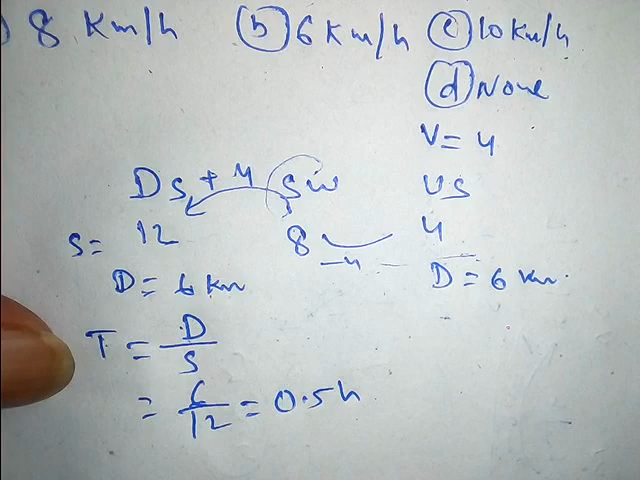 ) 8 Km/h (b) 6 Km/h (c) 10 Km/h
(d) None
V= 4
DS +4 SW US
S= 12 8 -4 4
D= 6 km D= 6 km.
T = D/S
= 6/12 = 0.5h